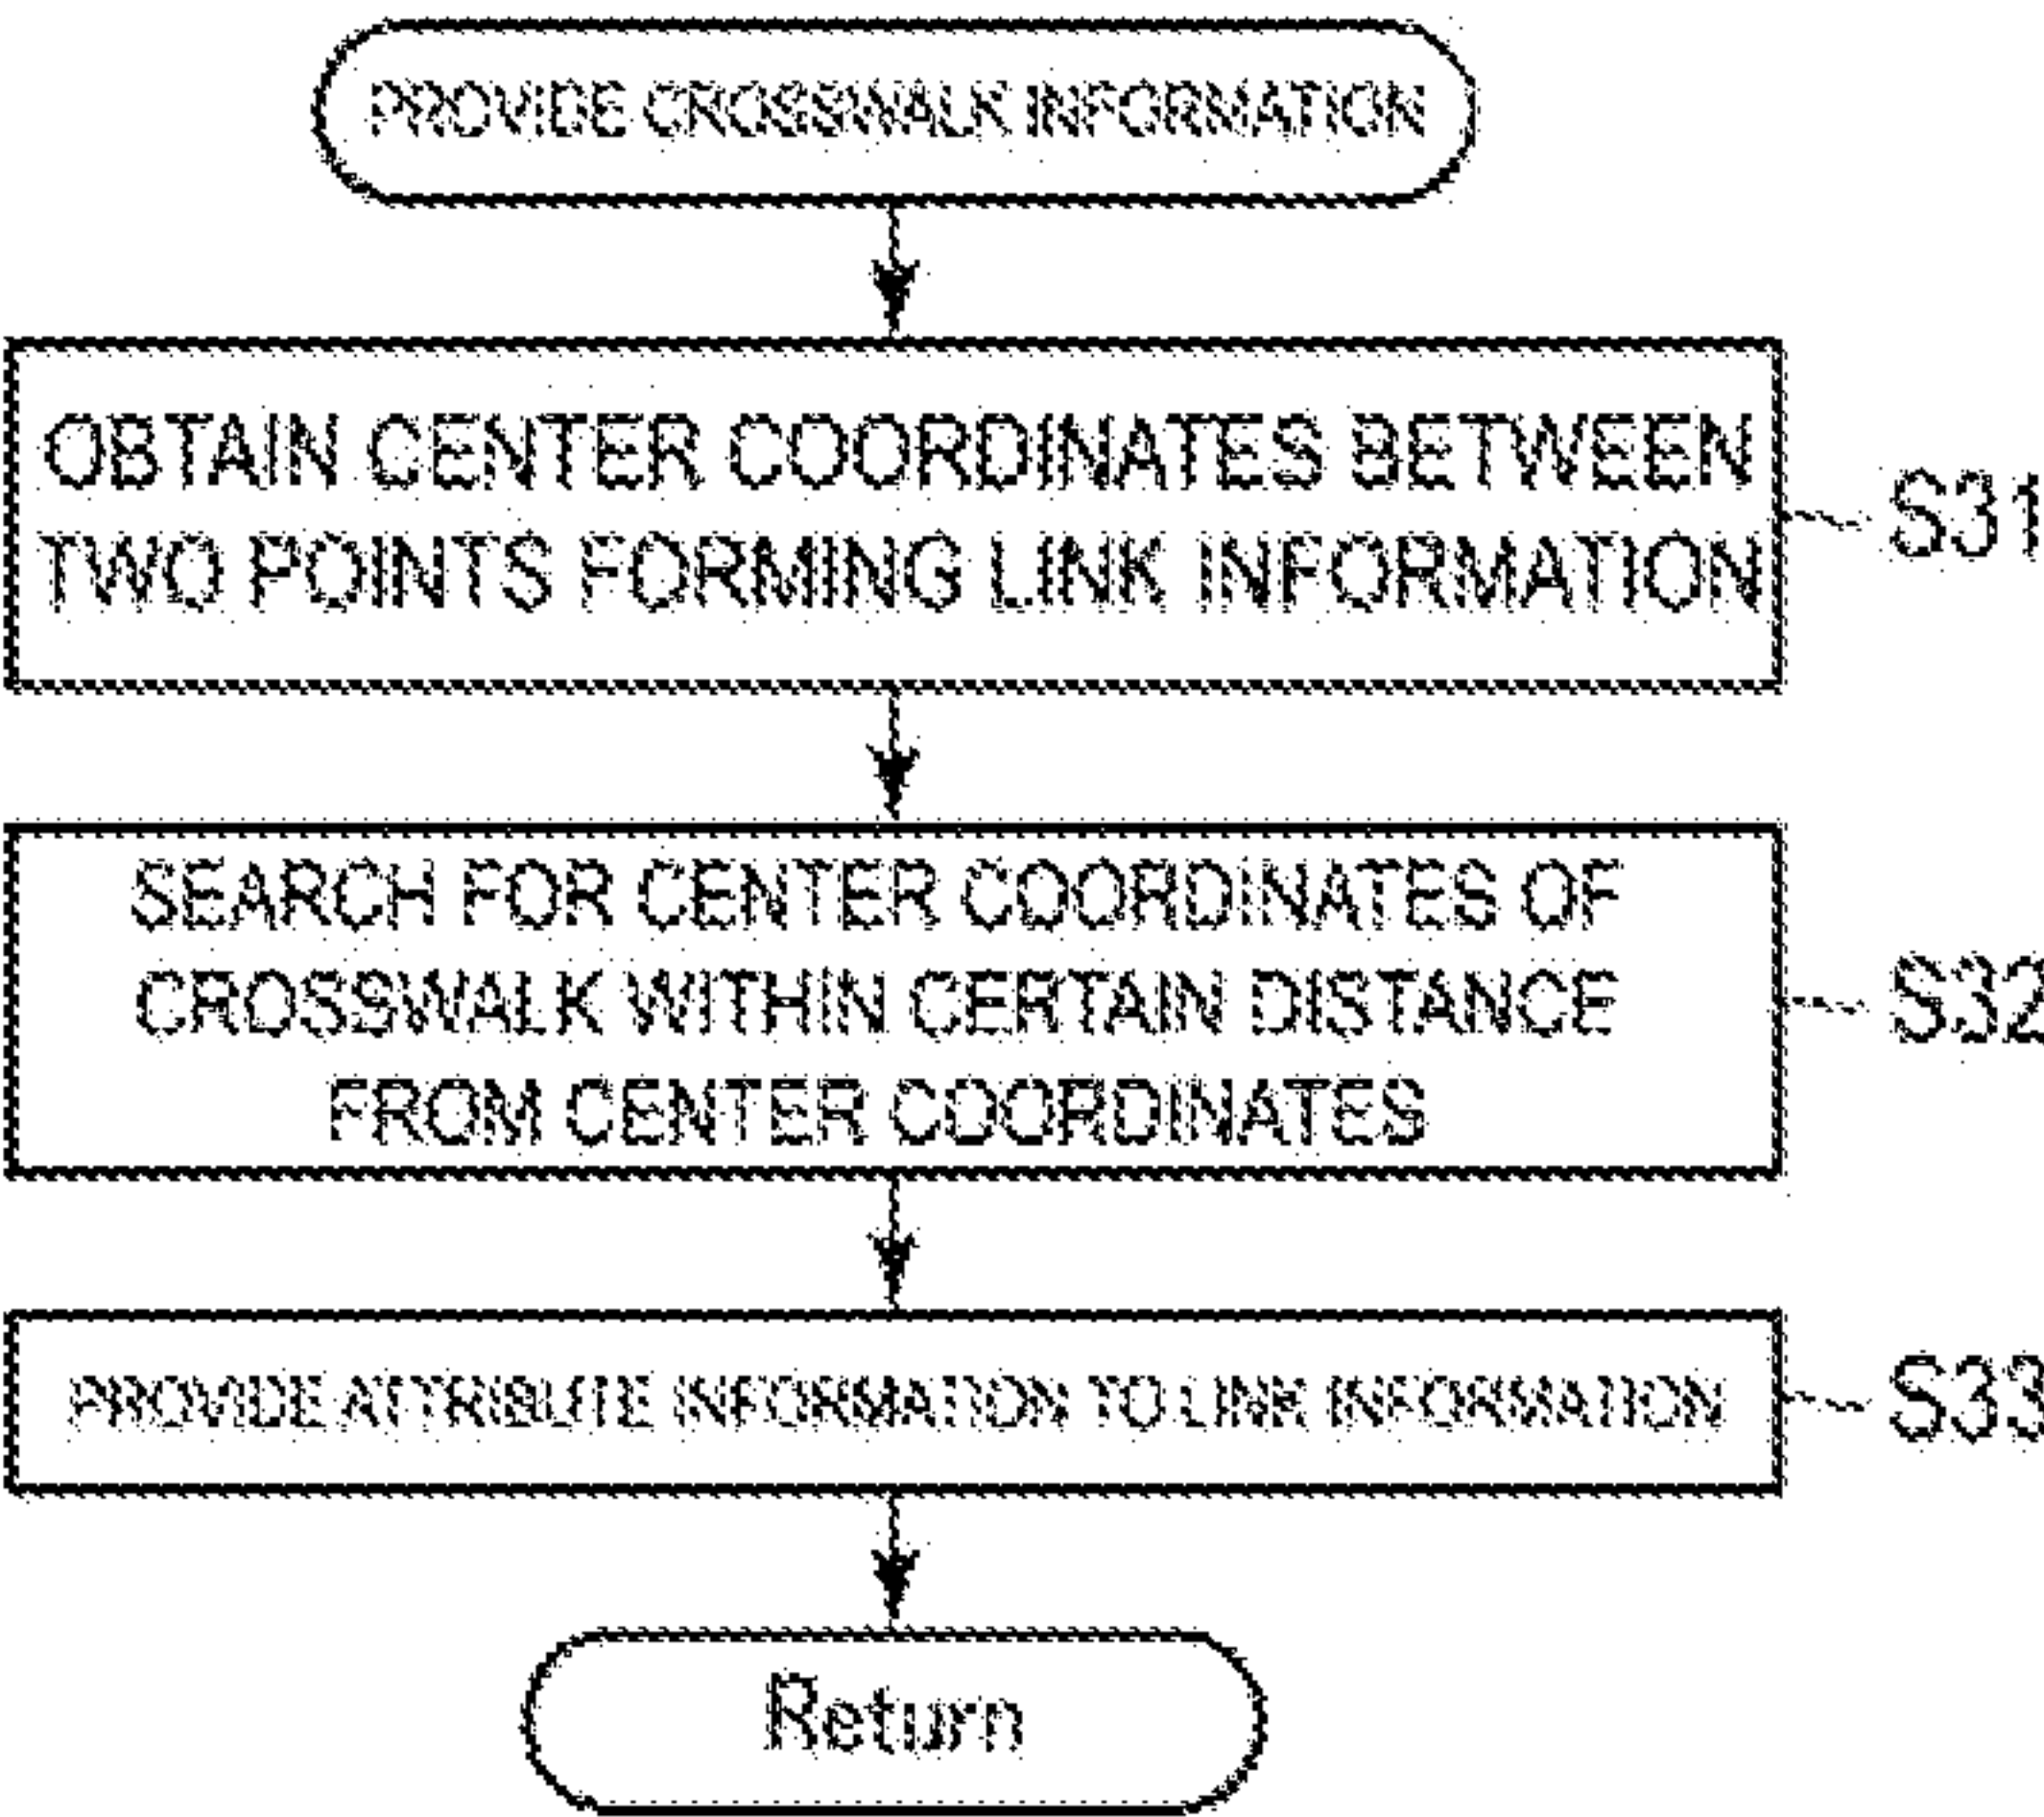 PROVIDE CROSSWALK INFORMATION
OBTAIN CENTER COORDINATES BETWEEN
TWO POINTS FORMING LINK INFORMATION
S31
SEARCH FOR CENTER COORDINATES OF
CROSSWALK WITHIN CERTAIN DISTANCE
FROM CENTER COORDINATES
S32
PROVIDE ATTRIBUTE INFORMATION TO LINK INFORMATION
S33
Return